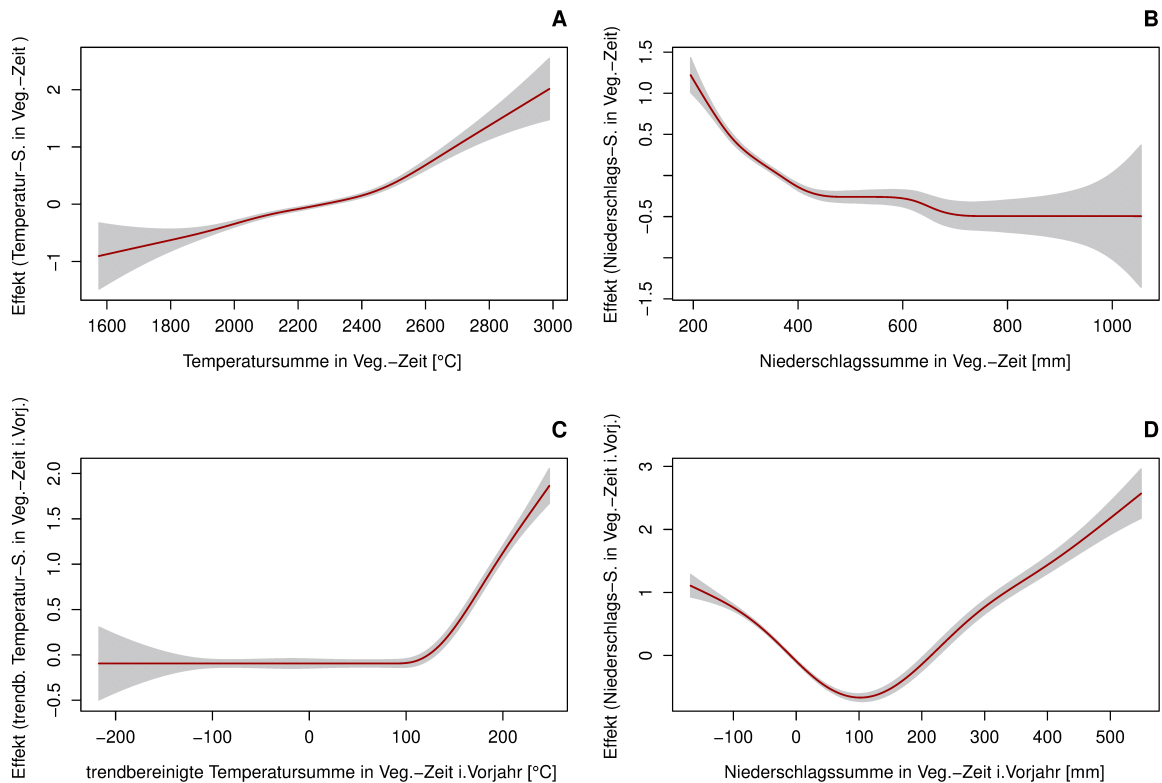 A
Effekt (Temperatur−S. in Veg.−Zeit )
2
1
0
−1
1600 1800 2000 2200 2400 2600 2800 3000
Temperatursumme in Veg.−Zeit [°C]
B
Effekt (Niederschlags−S. in Veg.−Zeit)
1.5
1.0
0.5
−0.5
−1.5
200 400 600 800 1000
Niederschlagssumme in Veg.−Zeit [mm]
C
Effekt (trendb. Temperatur−S. in Veg.−Zeit i.Vorj.)
2.0
1.5
1.0
0.5
0.0
−0.5
−200 −100 0 100 200
trendbereinigte Temperatursumme in Veg.−Zeit i.Vorjahr [°C]
D
Effekt (Niederschlags−S. in Veg.−Zeit i.Vorj.)
3
2
1
0
−100 0 100 200 300 400 500
Niederschlagssumme in Veg.−Zeit i.Vorjahr [mm]